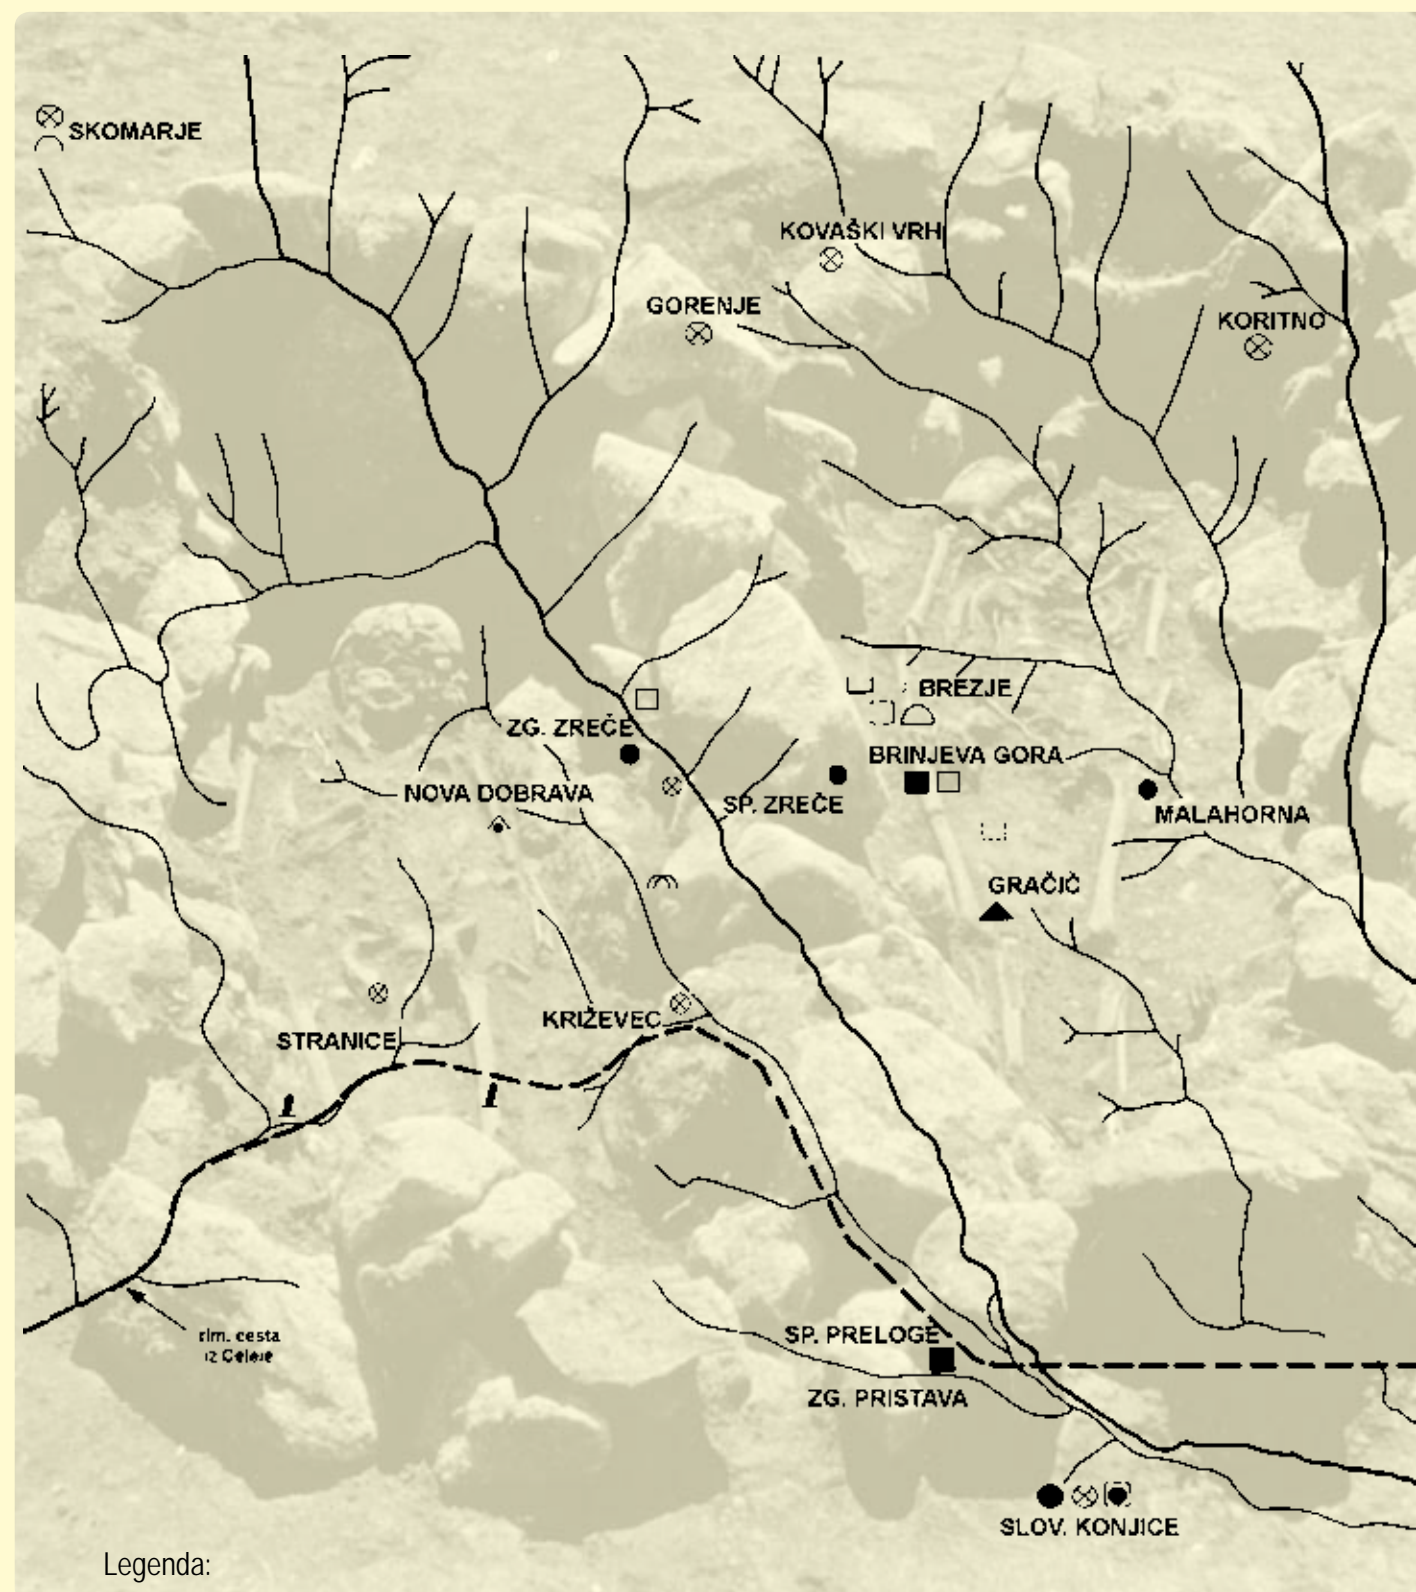 SKOMARJE
KOVAŠKI VRH
GORENJE
KORITNO
BREZJE
ZG. ZREČE
BRINJEVA GORA
NOVA DOBRAVA
SP. ZREČE
MALAHORNA
GRAČIČ
KRIŽEVEC
STRANICE
rim. cesta
iz Celeie
SP. PRELOGE
ZG. PRISTAVA
SLOV. KONJICE
Legenda: